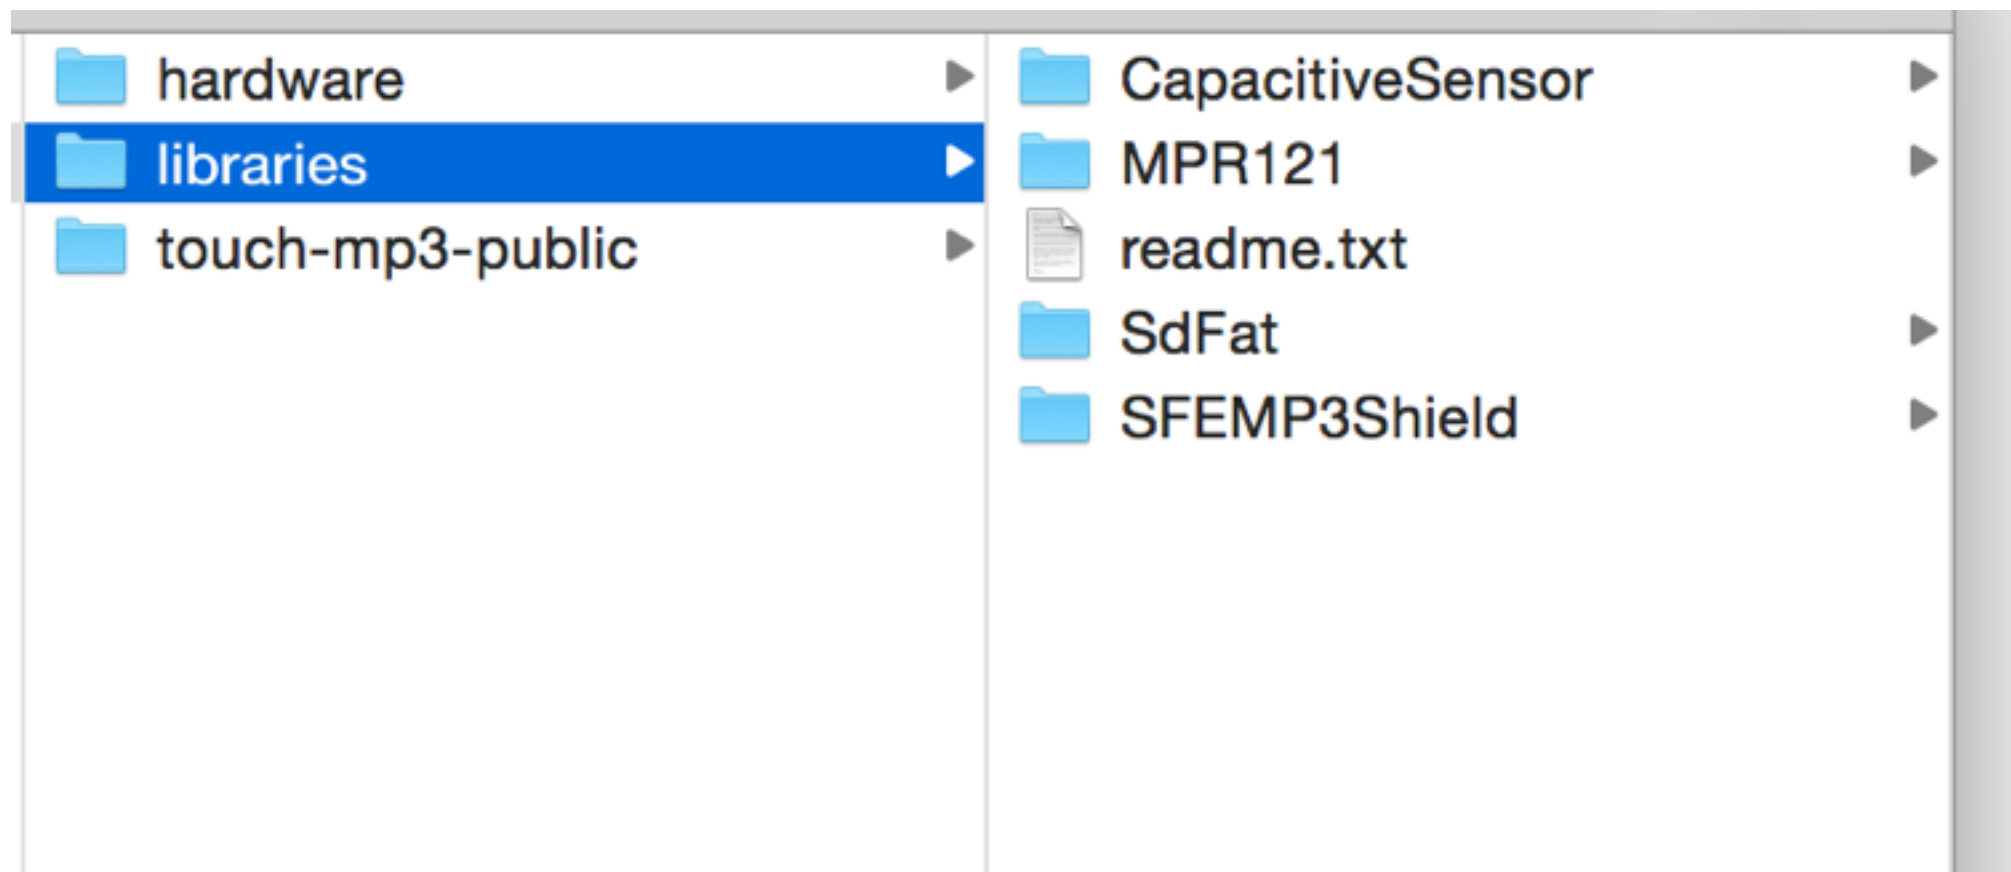 hardware
libraries
touch-mp3-public
CapacitiveSensor
MPR121
readme.txt
SdFat
SFEMP3Shield